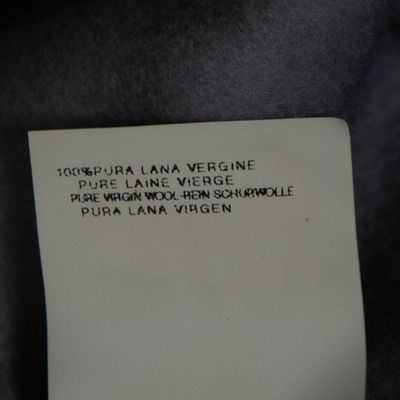 100%PURA LANA VERGINE
PURE LAINE VIERGE
PURE VIRGIN WOOL-REIN SCHURWOLLE
PURA LANA VIRGEN